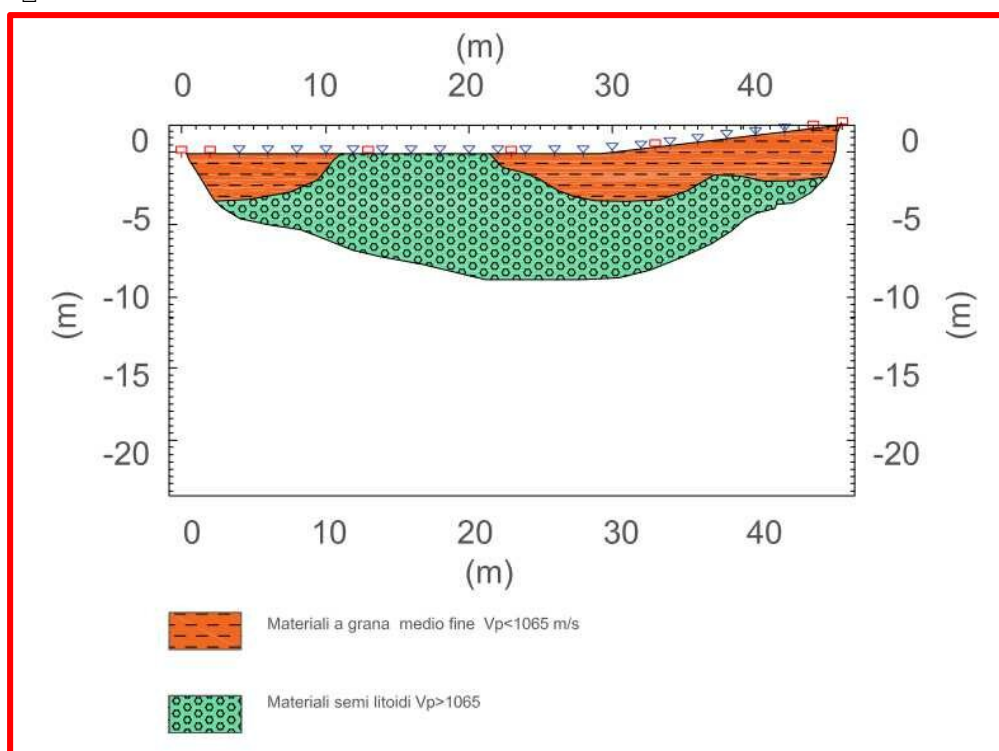 (m)
0 10 20 30 40
0 0
-5 -5
(m) -10 -10 (m)
-15 -15
-20 -20
0 10 20 30 40
(m)
Materiali a grana medio fine Vp<1065 m/s
Materiali semi litoidi Vp>1065